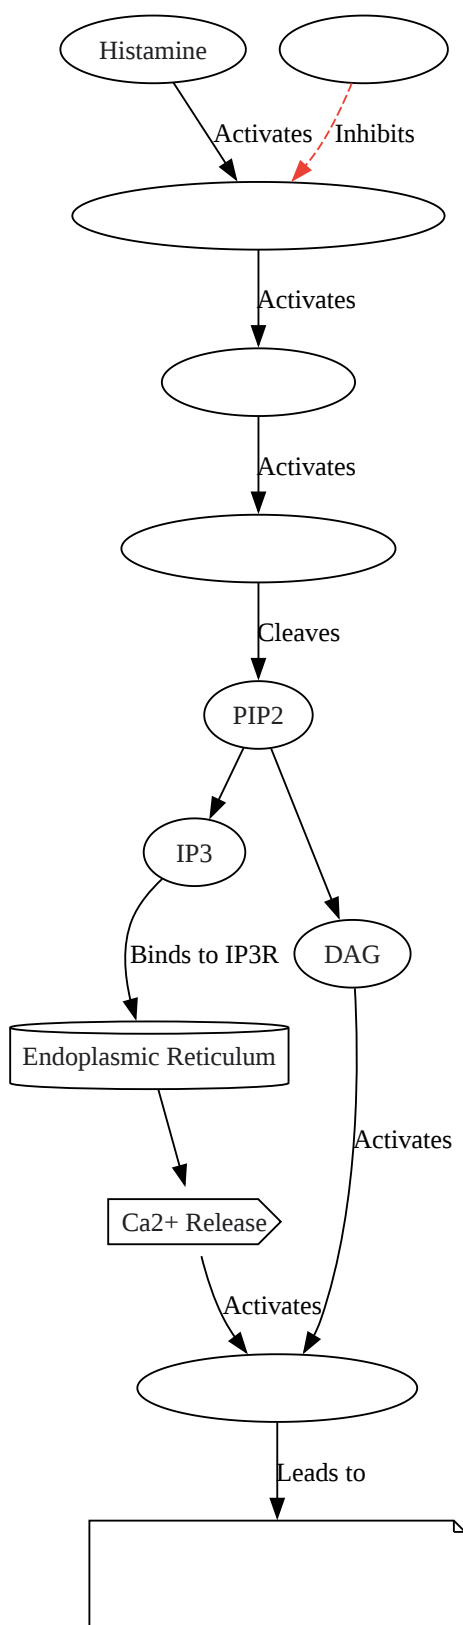 Histamine
Activates
Inhibits
Activates
Activates
Cleaves
PIP2
IP3
Binds to IP3R
DAG
Endoplasmic Reticulum
Activates
Ca2+ Release
Activates
Leads to